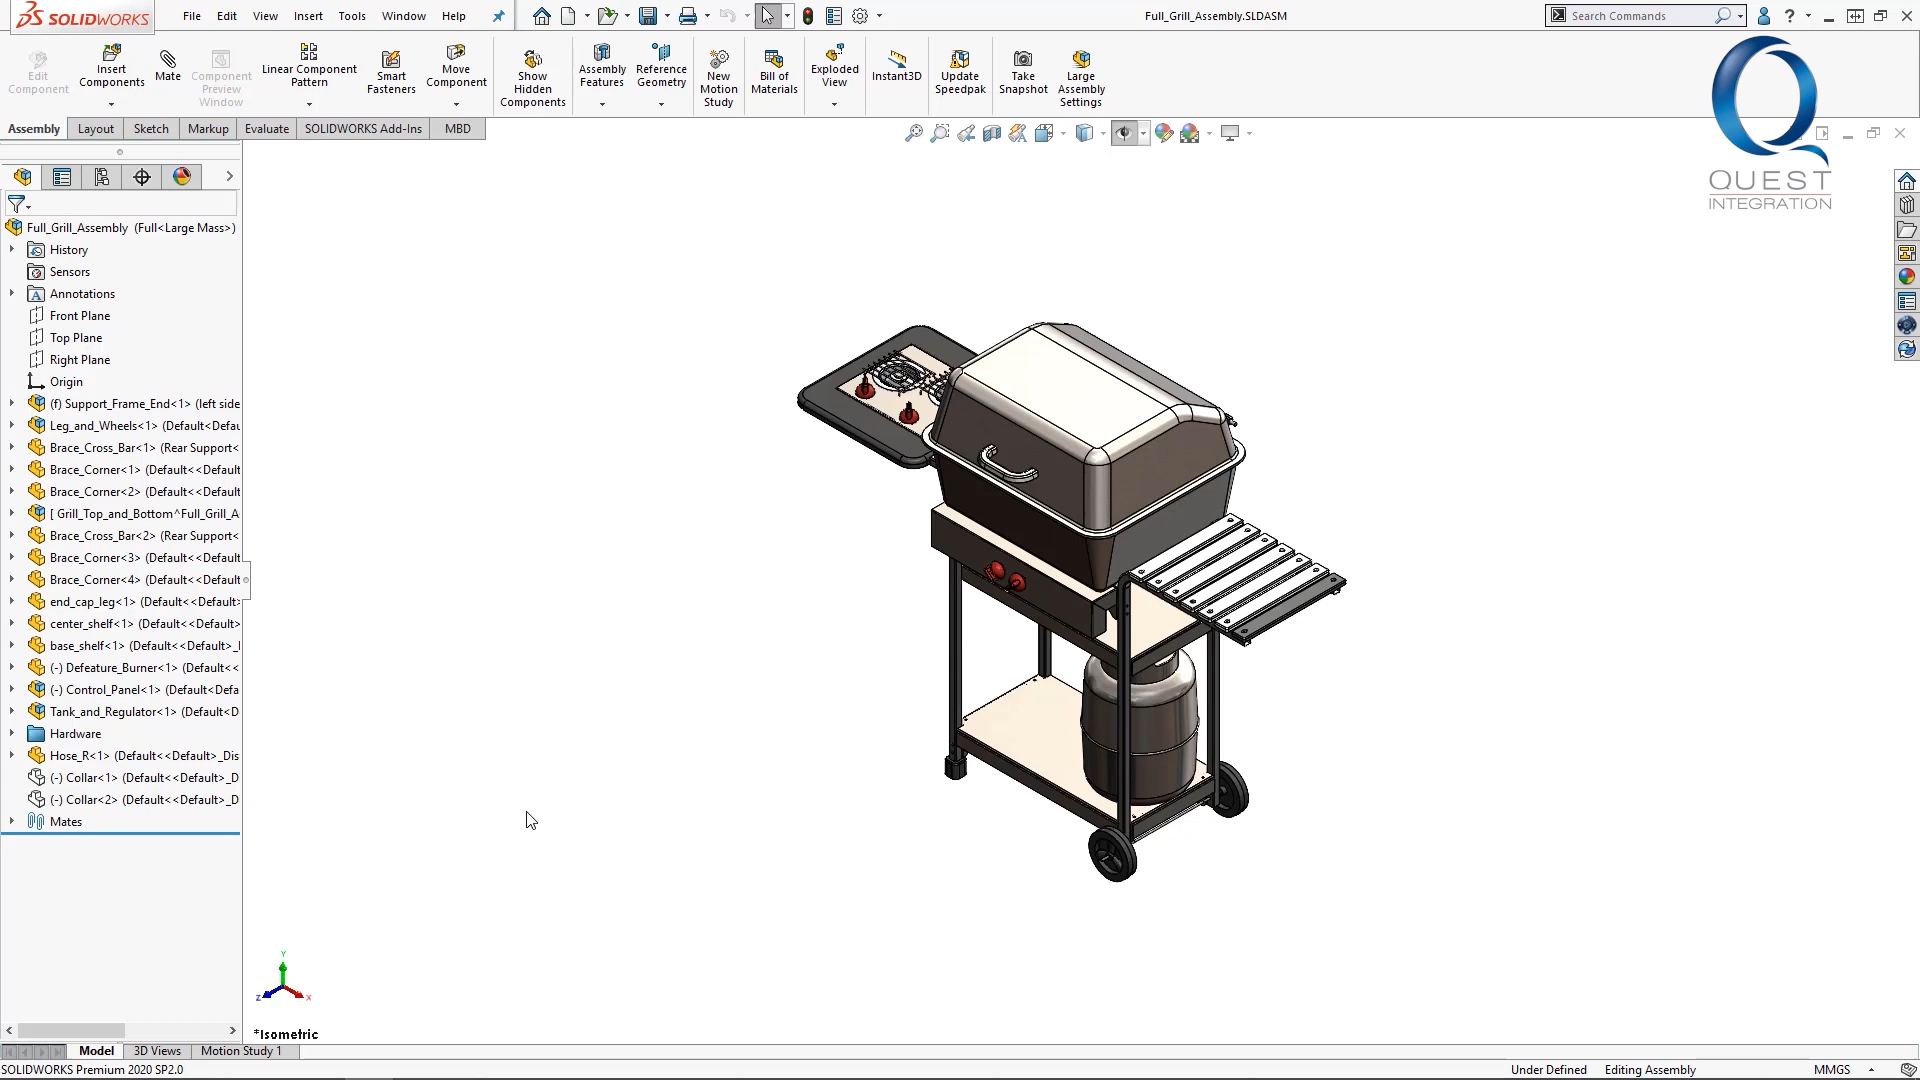 SOLIDWORKS
File Edit View Insert Tools Window Help
Full_Grill_Assembly.SLDASM
Search Commands
Edit Component
Insert Components
Mate
Component Preview Window
Linear Component Pattern
Smart Fasteners
Move Component
Show Hidden Components
Assembly Features
Reference Geometry
New Motion Study
Bill of Materials
Exploded View
Instant3D
Update Speedpak
Take Snapshot
Large Assembly Settings
Assembly Layout Sketch Markup Evaluate SOLIDWORKS Add-Ins MBD
QUEST
INTEGRATION
Full_Grill_Assembly (Full<Large Mass>)
History
Sensors
Annotations
Front Plane
Top Plane
Right Plane
Origin
(f) Support_Frame_End<1> (left side
Leg_and_Wheels<1> (Default<Defau
Brace_Cross_Bar<1> (Rear Support<
Brace_Corner<1> (Default<<Default
Brace_Corner<2> (Default<<Default
[ Grill_Top_and_Bottom^Full_Grill_A
Brace_Cross_Bar<2> (Rear Support<
Brace_Corner<3> (Default<<Default
Brace_Corner<4> (Default<<Default
end_cap_leg<1> (Default<<Default>
center_shelf<1> (Default<<Default>
base_shelf<1> (Default<<Default>_
(-) Defeature_Burner<1> (Default<<
(-) Control_Panel<1> (Default<Defa
Tank_and_Regulator<1> (Default<D
Hardware
Hose_R<1> (Default<<Default>_Dis
(-) Collar<1> (Default<<Default>_D
(-) Collar<2> (Default<<Default>_D
Mates
Y
Z
X
*Isometric
Model 3D Views Motion Study 1
SOLIDWORKS Premium 2020 SP2.0
Under Defined Editing Assembly MMGS